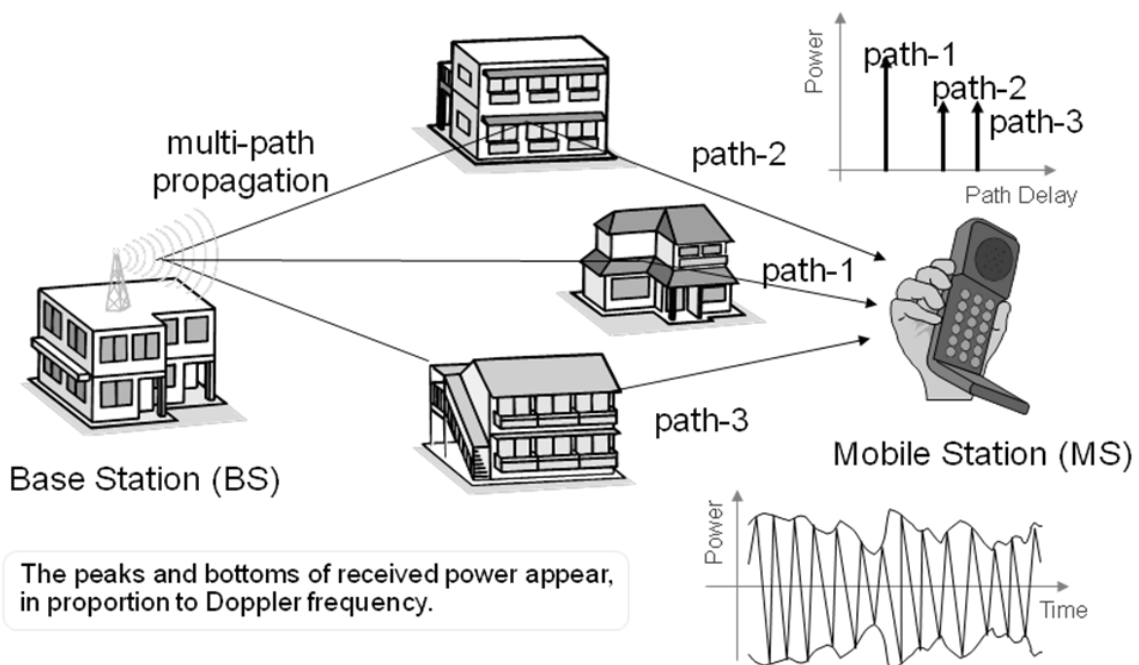 Power
path-1
path-2
path-3
Path Delay
multi-path
propagation
path-2
path-1
path-3
Base Station (BS)
Mobile Station (MS)
The peaks and bottoms of received power appear,
in proportion to Doppler frequency.
Power
Time